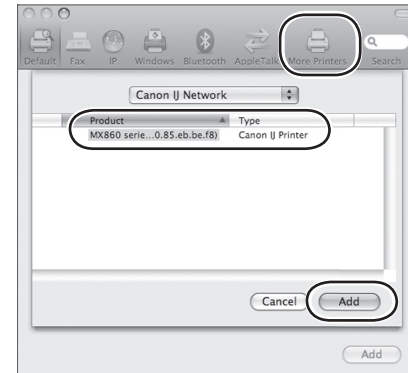 Default Fax IP Windows Bluetooth AppleTalk More Printers Search
Canon IJ Network
Product Type
MX860 serie...0.85.eb.be.f8) Canon IJ Printer
Cancel Add
Add